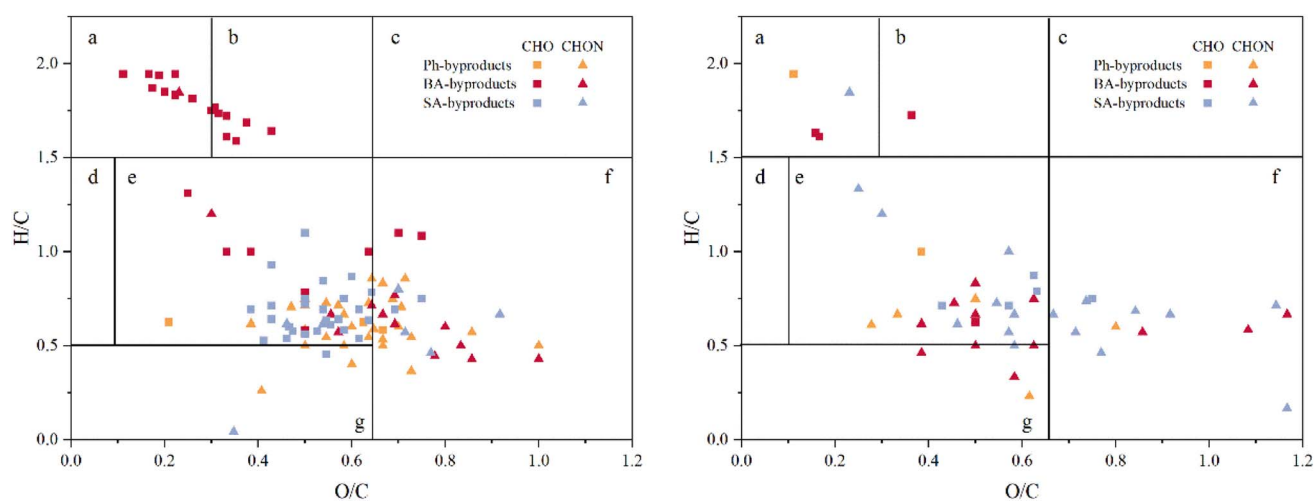 a b c
CHO CHON
Ph-byproducts
BA-byproducts
SA-byproducts
d e f
g
2.0
1.5
1.0
0.5
0.0
H/C
0.0 0.2 0.4 0.6 0.8 1.0 1.2
O/C
a b c
CHO CHON
Ph-byproducts
BA-byproducts
SA-byproducts
d e f
g
2.0
1.5
1.0
0.5
0.0
H/C
0.0 0.2 0.4 0.6 0.8 1.0 1.2
O/C